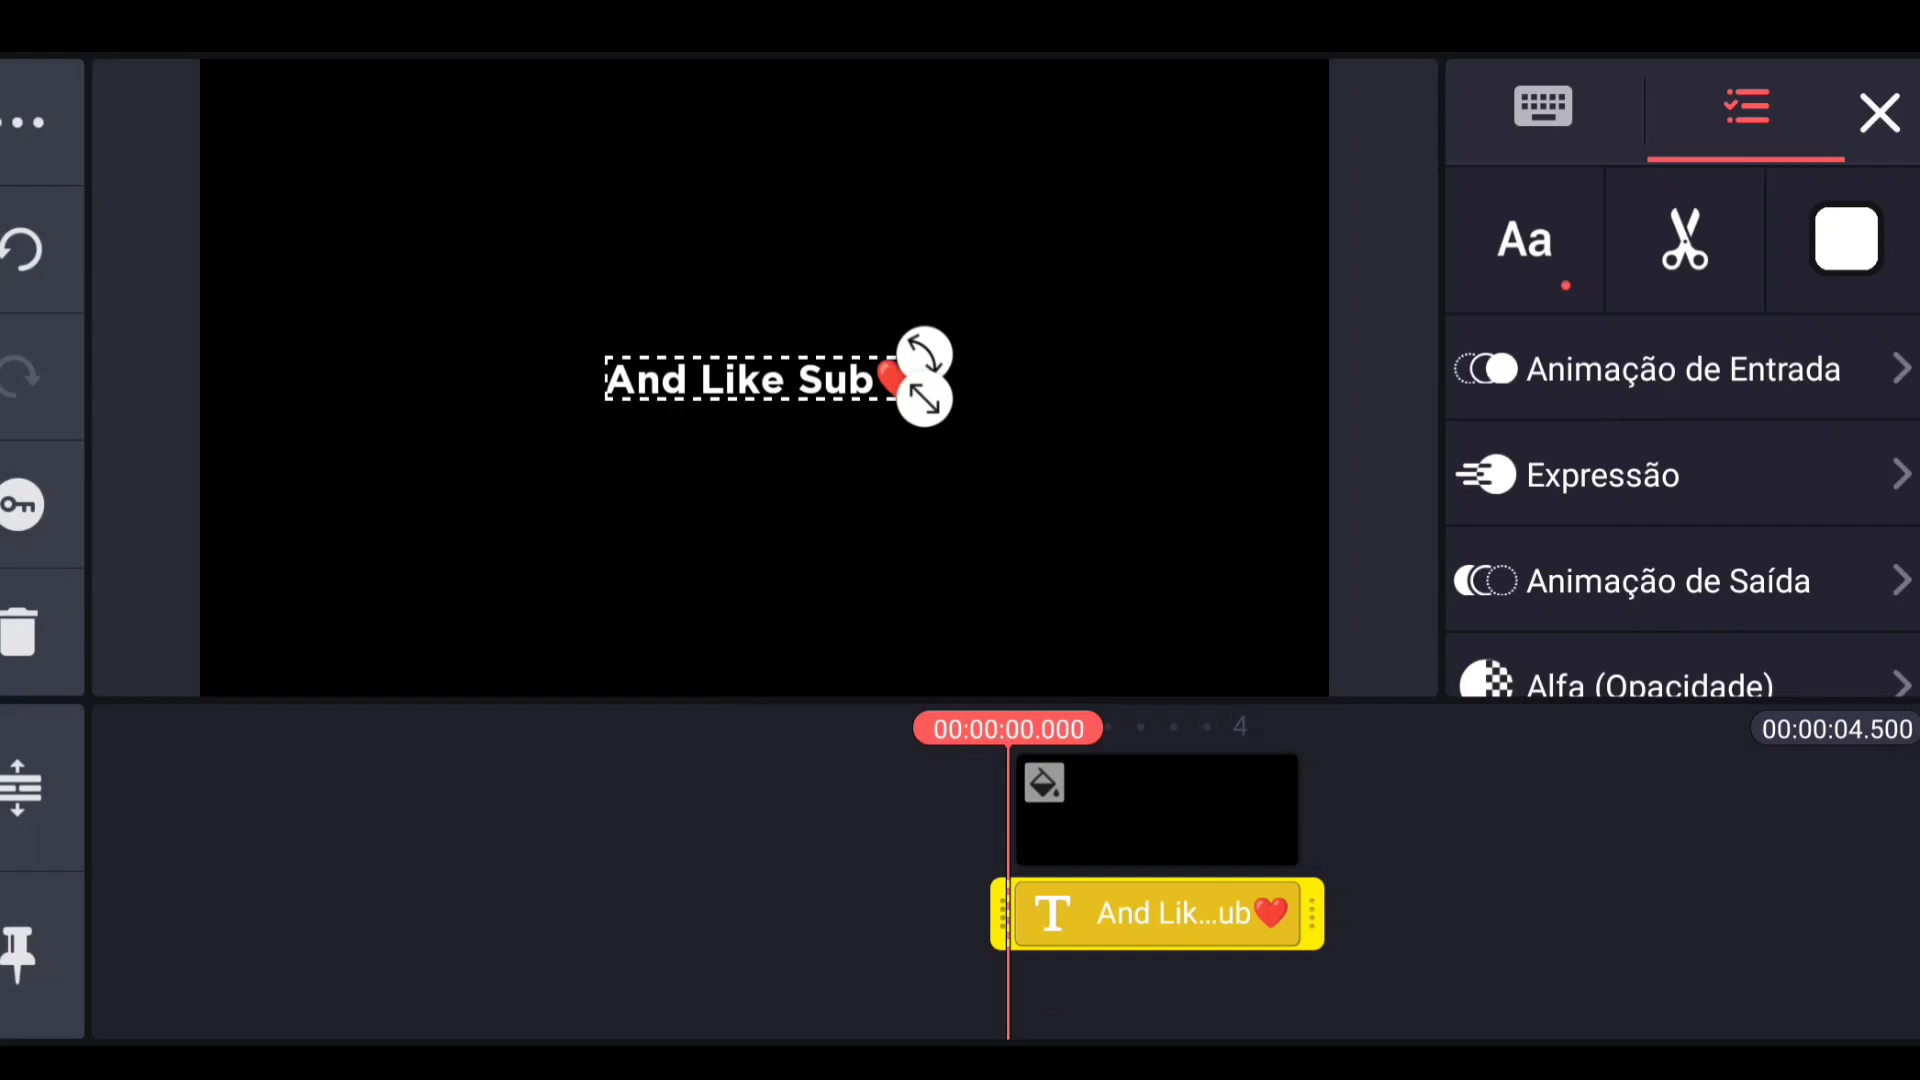 And Like Sub❤️
Aa
Animação de Entrada
Expressão
Animação de Saída
Alfa (Opacidade)
00:00:00.000
4
00:00:04.500
T And Lik...ub❤️